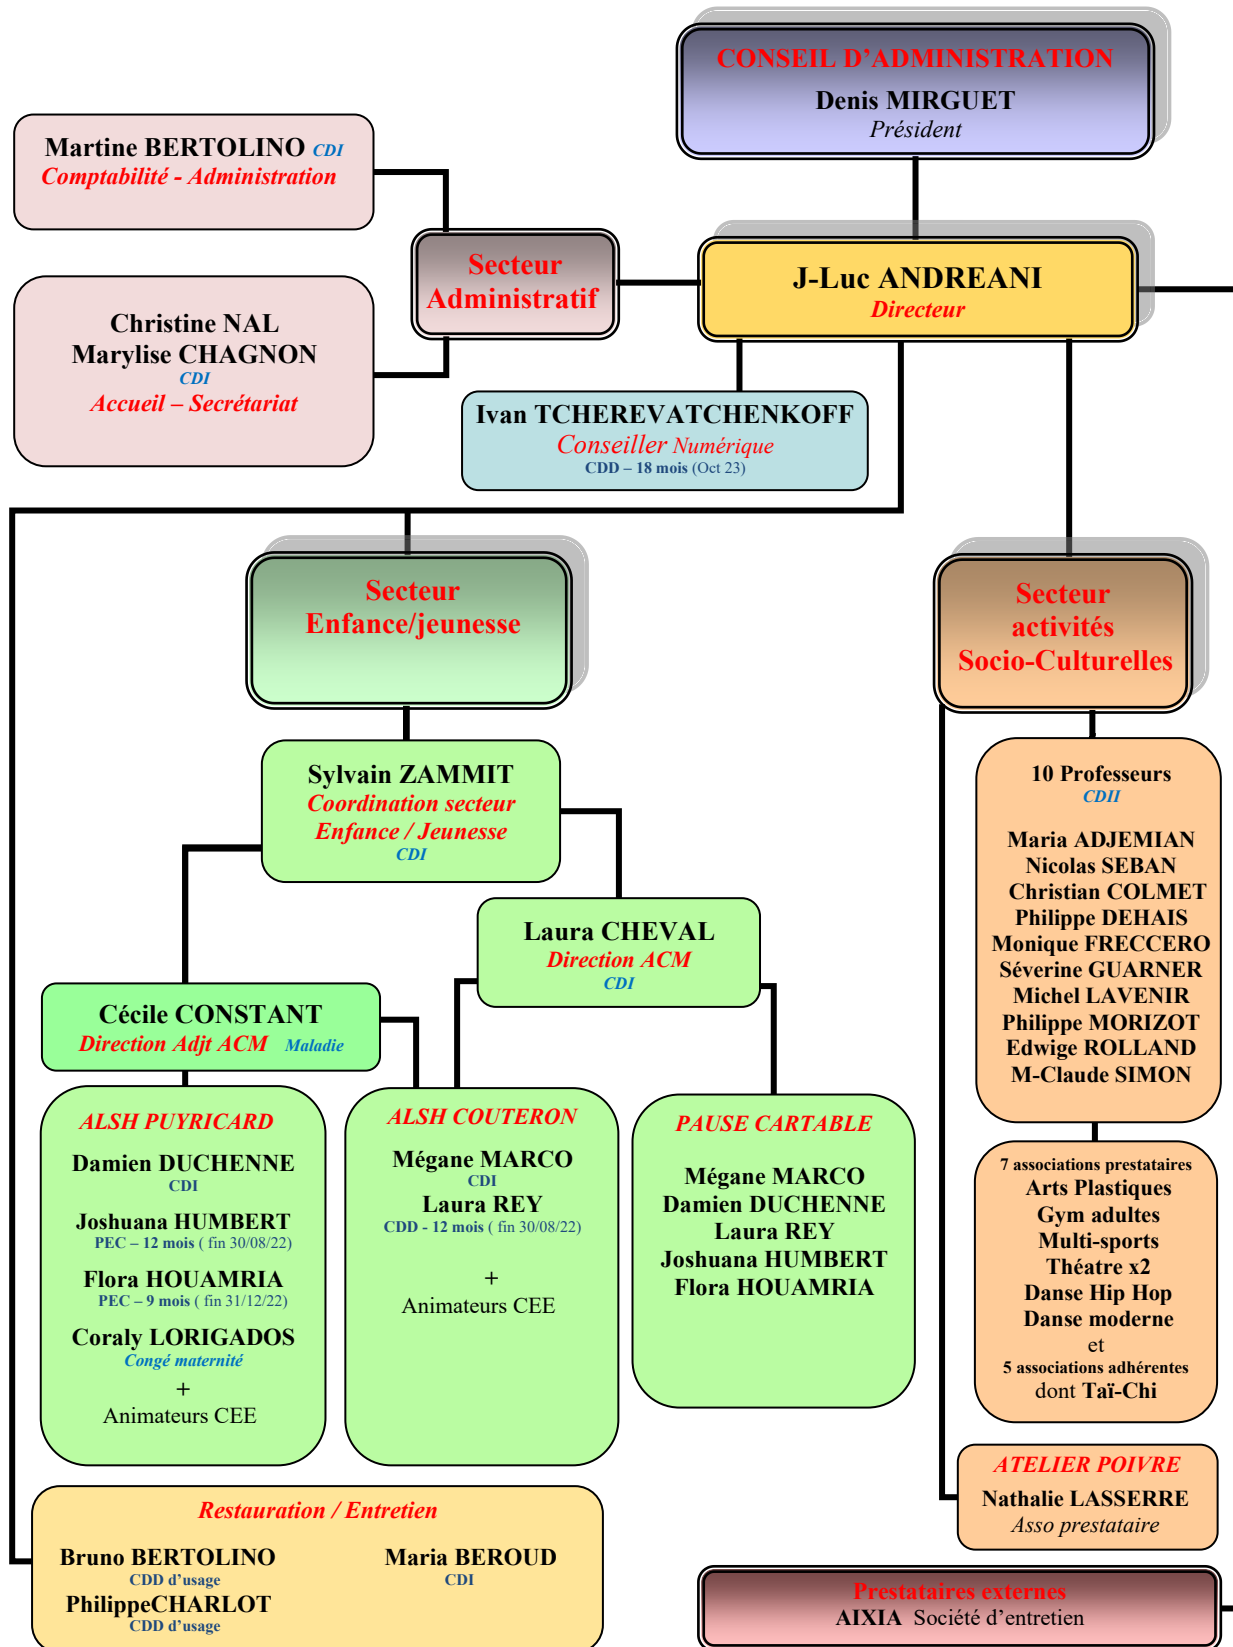 CONSEIL D’ADMINISTRATION
Denis MIRGUET
Président
Martine BERTOLINO CDI
Comptabilité - Administration
Secteur
Administratif
J-Luc ANDREANI
Directeur
Christine NAL
Marylise CHAGNON
CDI
Accueil – Secrétariat
Ivan TCHEREVATCHENKOFF
Conseiller Numérique
CDD – 18 mois (Oct 23)
Secteur
Enfance/jeunesse
Secteur
activités
Socio-Culturelles
Sylvain ZAMMIT
Coordination secteur
Enfance / Jeunesse
CDI
Laura CHEVAL
Direction ACM
CDI
Cécile CONSTANT
Direction Adjt ACM Maladie
ALSH PUYRICARD
Damien DUCHENNE
CDI
Joshuana HUMBERT
PEC – 12 mois ( fin 30/08/22)
Flora HOUAMRIA
PEC – 9 mois ( fin 31/12/22)
Coraly LORIGADOS
Congé maternité
+
Animateurs CEE
ALSH COUTERON
Mégane MARCO
CDI
Laura REY
CDD - 12 mois ( fin 30/08/22)
+
Animateurs CEE
PAUSE CARTABLE
Mégane MARCO
Damien DUCHENNE
Laura REY
Joshuana HUMBERT
Flora HOUAMRIA
10 Professeurs
CDII
Maria ADJEMIAN
Nicolas SEBAN
Christian COLMET
Philippe DEHAIS
Monique FRECCERO
Séverine GUARNER
Michel LAVENIR
Philippe MORIZOT
Edwige ROLLAND
M-Claude SIMON
7 associations prestataires
Arts Plastiques
Gym adultes
Multi-sports
Théatre x2
Danse Hip Hop
Danse moderne
et
5 associations adhérentes
dont Taï-Chi
ATELIER POIVRE
Nathalie LASSERRE
Asso prestataire
Restauration / Entretien
Bruno BERTOLINO
CDD d’usage
PhilippeCHARLOT
CDD d’usage
Maria BEROUD
CDI
Prestataires externes
AIXIA Société d’entretien